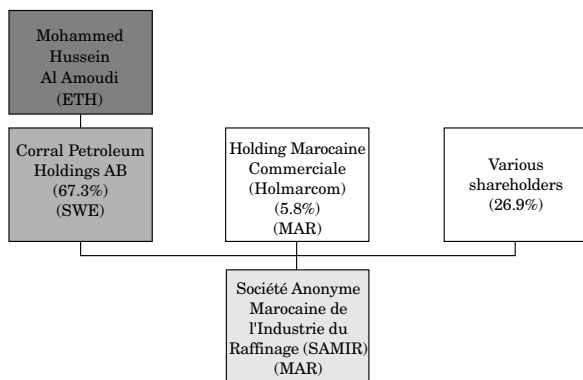 Mohammed
Hussein
Al Amoudi
(ETH)
Corral Petroleum
Holdings AB
(67.3%)
(SWE)
Holding Marocaine
Commerciale
(Holmarcom)
(5.8%)
(MAR)
Various
shareholders
(26.9%)
Société Anonyme
Marocaine de
l'Industrie du
Raffinage (SAMIR)
(MAR)